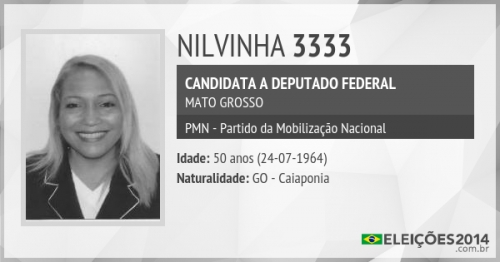 NILVINHA 3333
CANDIDATA A DEPUTADO FEDERAL
MATO GROSSO
PMN - Partido da Mobilização Nacional
Idade: 50 anos (24-07-1964)
Naturalidade: GO - Caiaponia
ELEIÇÕES2014
.com.br